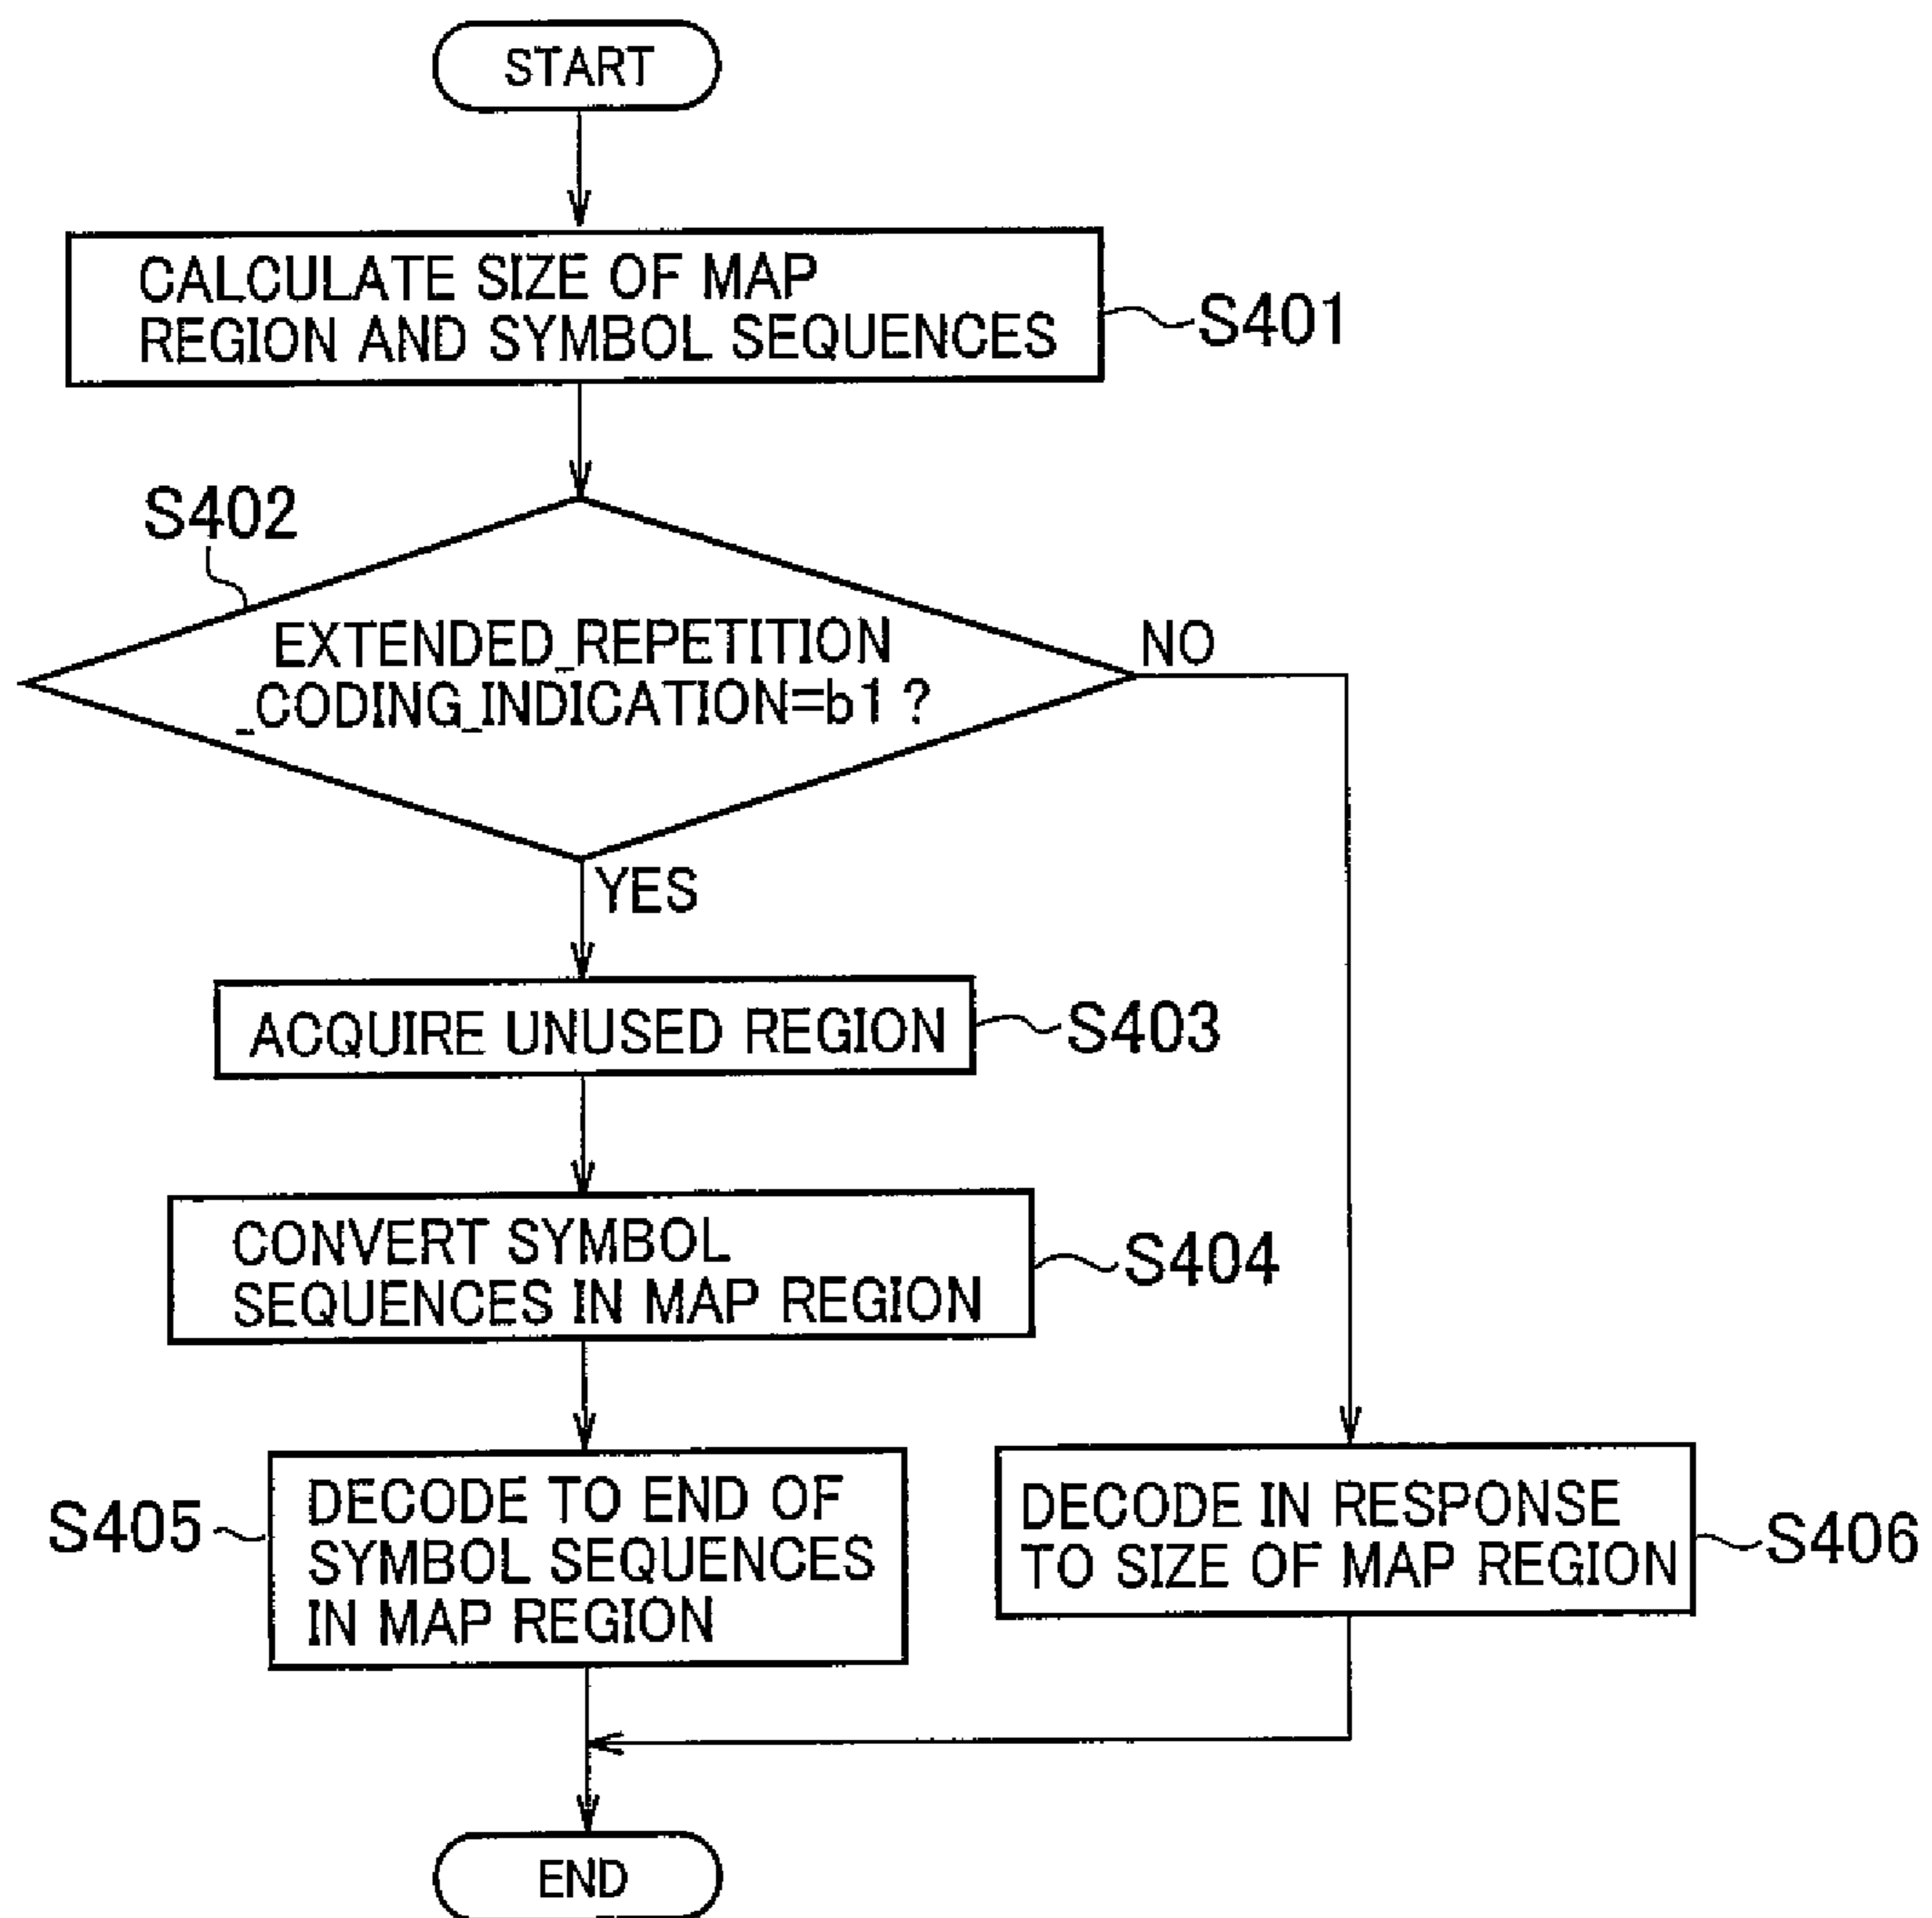 START
CALCULATE SIZE OF MAP
REGION AND SYMBOL SEQUENCES
S401
S402
EXTENDED_REPETITION
_CODING_INDICATION=b1 ?
NO
YES
ACQUIRE UNUSED REGION
S403
CONVERT SYMBOL
SEQUENCES IN MAP REGION
S404
S405
DECODE TO END OF
SYMBOL SEQUENCES
IN MAP REGION
DECODE IN RESPONSE
TO SIZE OF MAP REGION
S406
END